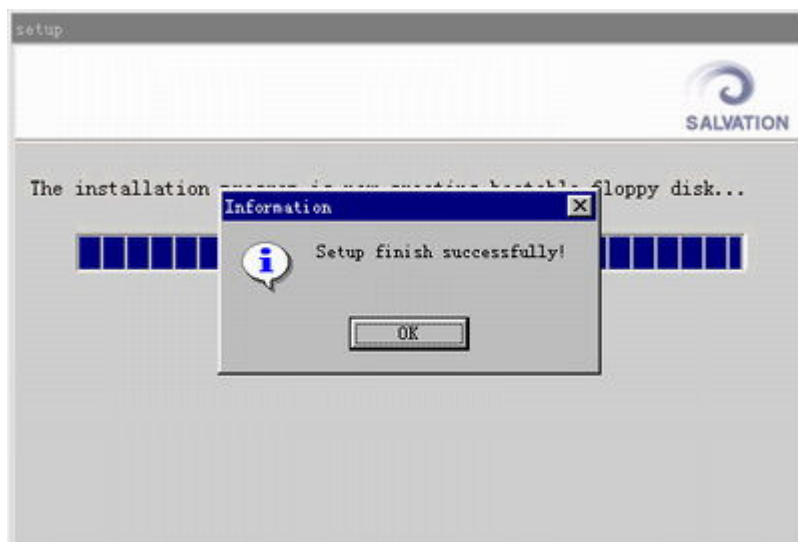 setup
SALVATION
The installation floppy disk...
Information
Setup finish successfully!
OK